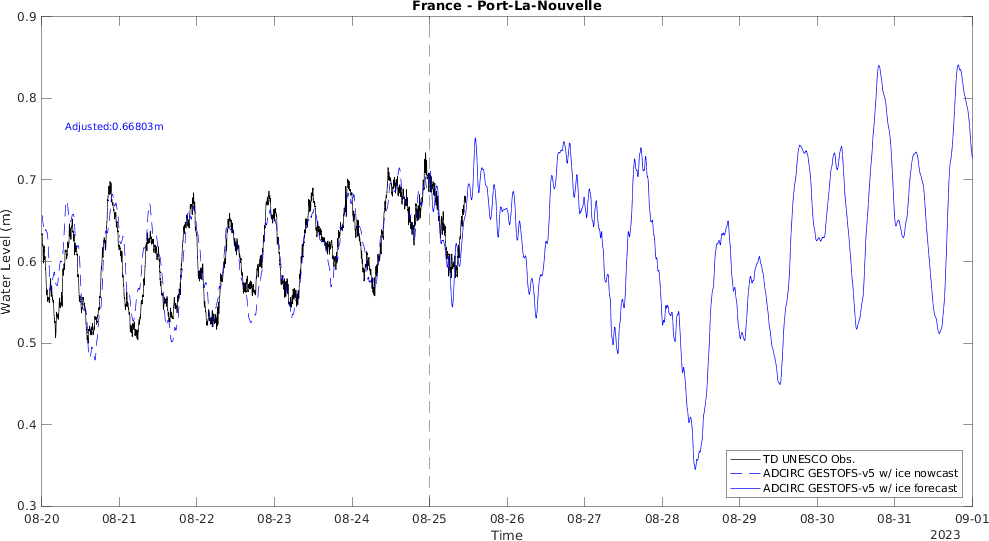 France - Port-La-Nouvelle
0.9
0.8
0.7
0.6
0.5
0.4
0.3
Water Level (m)
Adjusted:0.66803m
TD UNESCO Obs.
ADCIRC GESTOFS-v5 w/ ice nowcast
ADCIRC GESTOFS-v5 w/ ice forecast
08-20 08-21 08-22 08-23 08-24 08-25 08-26 08-27 08-28 08-29 08-30 08-31 09-01
Time
2023